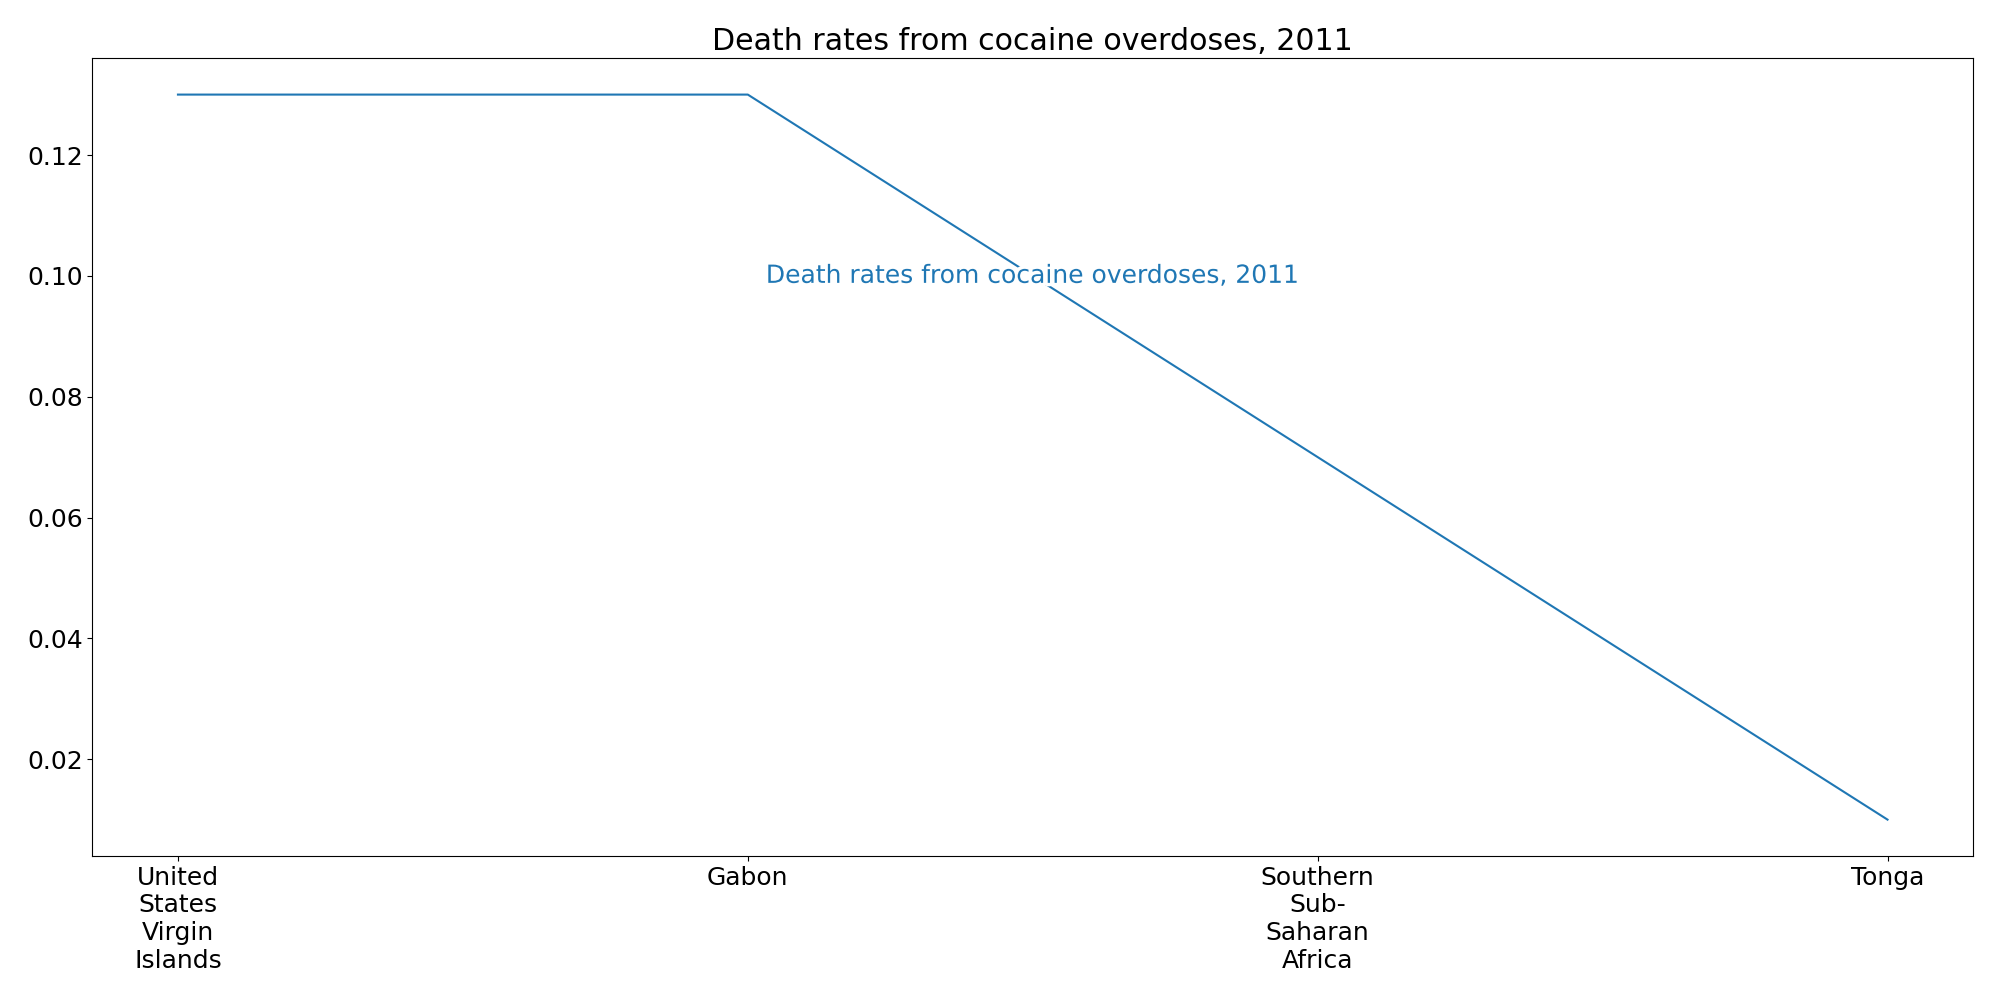 Death rates from cocaine overdoses, 2011
0.12
0.10
Death rates from cocaine overdoses, 2011
0.08
0.06
0.04
0.02
United
States
Virgin
Islands
Gabon
Southern
Sub-
Saharan
Africa
Tonga